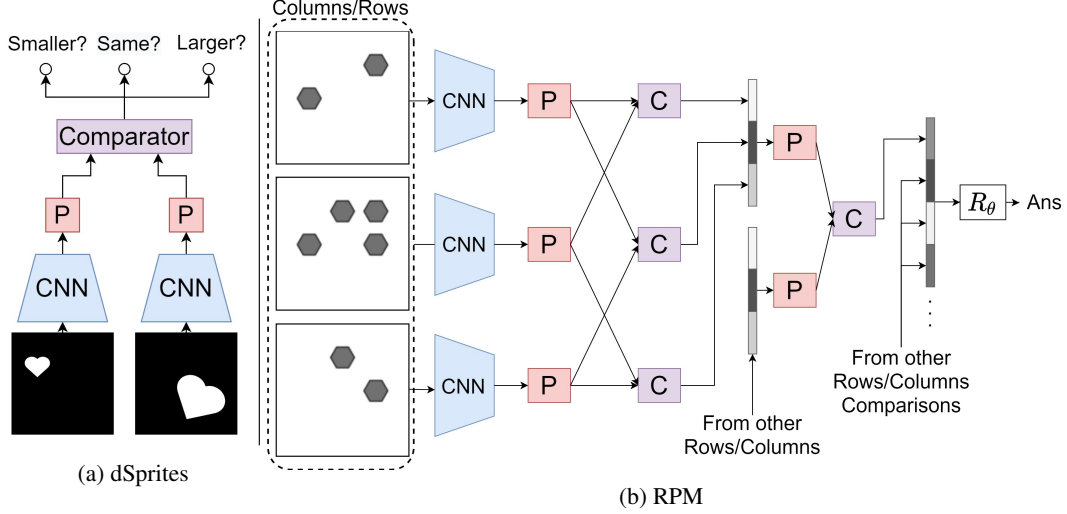 Smaller? Same? Larger?
Comparator
P P
CNN CNN
(a) dSprites
Columns/Rows
CNN P C
CNN P C
CNN P C
P
P
C
From other
Rows/Columns
R_θ
Ans
From other
Rows/Columns
Comparisons
(b) RPM